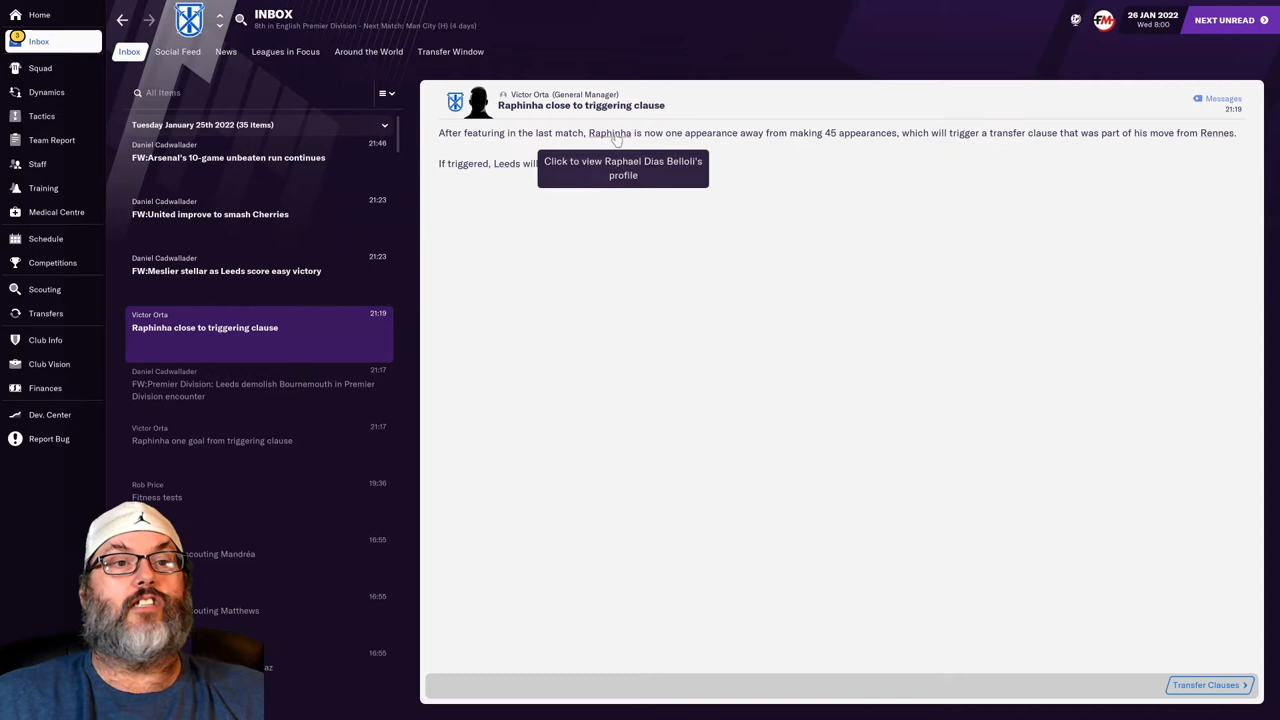 INBOX
8th in English Premier Division - Next Match: Man City (H) (4 days)
26 JAN 2022
Wed 8:00
NEXT UNREAD
Home
3
Inbox
Squad
Dynamics
Tactics
Team Report
Staff
Training
Medical Centre
Schedule
Competitions
Scouting
Transfers
Club Info
Club Vision
Finances
Dev. Center
Report Bug
Inbox Social Feed News Leagues in Focus Around the World Transfer Window
All Items
Tuesday January 25th 2022 (35 items)
Daniel Cadwallader 21:46
FW:Arsenal's 10-game unbeaten run continues
Daniel Cadwallader 21:23
FW:United improve to smash Cherries
Daniel Cadwallader 21:23
FW:Meslier stellar as Leeds score easy victory
Victor Orta 21:19
Raphinha close to triggering clause
Daniel Cadwallader 21:17
FW:Premier Division: Leeds demolish Bournemouth in Premier
Division encounter
Victor Orta 21:17
Raphinha one goal from triggering clause
Rob Price 19:36
Fitness tests
16:55
couting Mandréa
16:55
outing Matthews
16:55
az
Victor Orta (General Manager)
Raphinha close to triggering clause
Messages
21:19
After featuring in the last match, Raphinha is now one appearance away from making 45 appearances, which will trigger a transfer clause that was part of his move from Rennes.
If triggered, Leeds will
Click to view Raphael Dias Belloli's
profile
Transfer Clauses